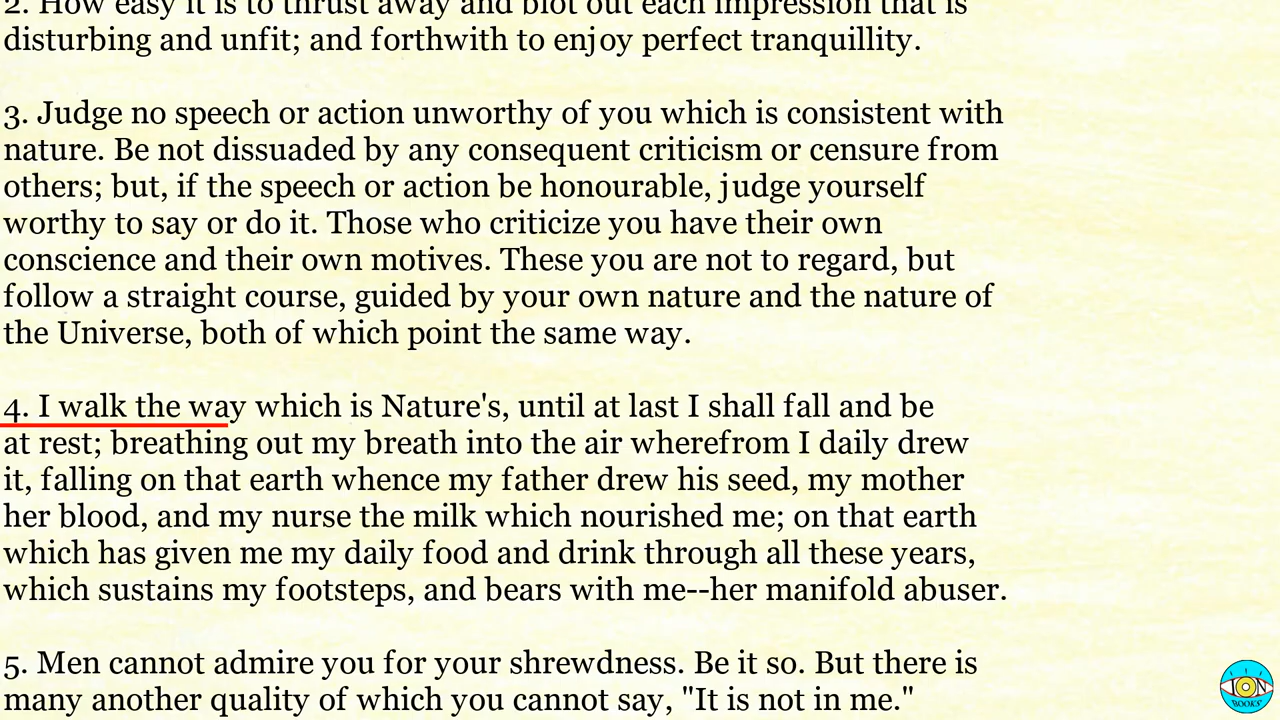 2. How easy it is to thrust away and blot out each impression that is
disturbing and unfit; and forthwith to enjoy perfect tranquillity.
3. Judge no speech or action unworthy of you which is consistent with
nature. Be not dissuaded by any consequent criticism or censure from
others; but, if the speech or action be honourable, judge yourself
worthy to say or do it. Those who criticize you have their own
conscience and their own motives. These you are not to regard, but
follow a straight course, guided by your own nature and the nature of
the Universe, both of which point the same way.
4. I walk the way which is Nature's, until at last I shall fall and be
at rest; breathing out my breath into the air wherefrom I daily drew
it, falling on that earth whence my father drew his seed, my mother
her blood, and my nurse the milk which nourished me; on that earth
which has given me my daily food and drink through all these years,
which sustains my footsteps, and bears with me--her manifold abuser.
5. Men cannot admire you for your shrewdness. Be it so. But there is
many another quality of which you cannot say, "It is not in me."
ION
BOOKS